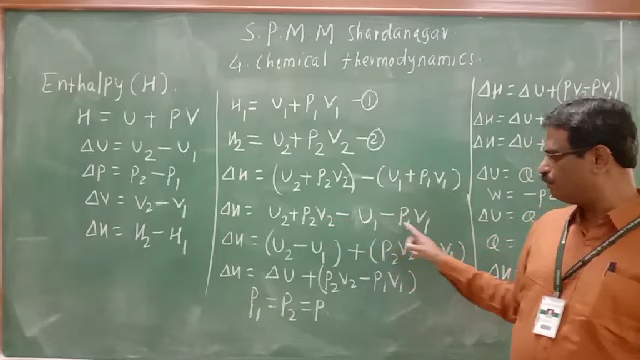 S.P.M M Shardanagar
4. Chemical thermodynamics.
Enthalpy (H).
H = U + PV
ΔU = U₂ − U₁
ΔP = P₂ − P₁
ΔV = V₂ − V₁
ΔH = H₂ − H₁
H₁ = U₁ + P₁V₁ − ①
H₂ = U₂ + P₂V₂ − ②
ΔH = (U₂ + P₂V₂) − (U₁ + P₁V₁)
ΔH = U₂ + P₂V₂ − U₁ − P₁V₁
ΔH = (U₂ − U₁) + (P₂V₂
ΔH = ΔU + (P₂V₂ − P₁V₁)
P₁ = P₂ = P
ΔH = ΔU + (PV₂ − PV₁)
ΔH = ΔU +
ΔH = ΔU +
ΔU = Q
W = −P
ΔU = Q
Q =
ΔH